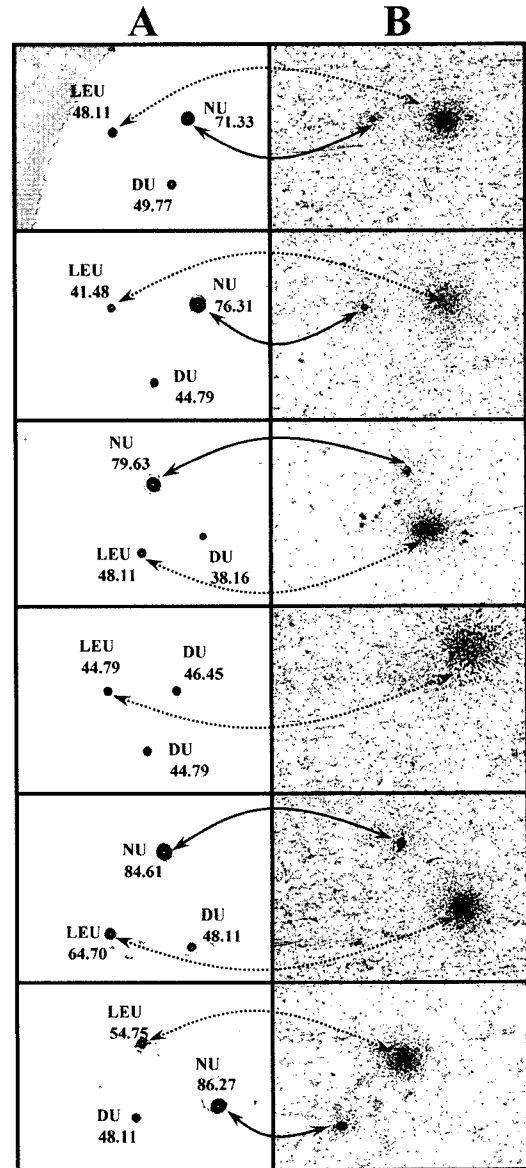 A B
LEU
48.11
NU
71.33
DU
49.77
LEU
41.48
NU
76.31
DU
44.79
NU
79.63
LEU
48.11
DU
38.16
LEU
44.79
DU
46.45
DU
44.79
NU
84.61
DU
48.11
LEU
64.70
LEU
54.75
NU
86.27
DU
48.11